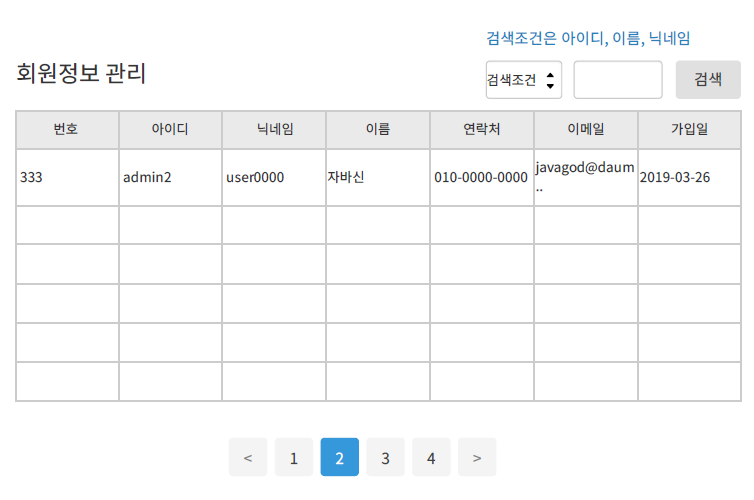 검색조건은 아이디, 이름, 닉네임
회원정보 관리
검색조건
검색
번호 아이디 닉네임 이름 연락처 이메일 가입일
333 admin2 user0000 자바신 010-0000-0000 javagod@daum.. 2019-03-26
< 1 2 3 4 >